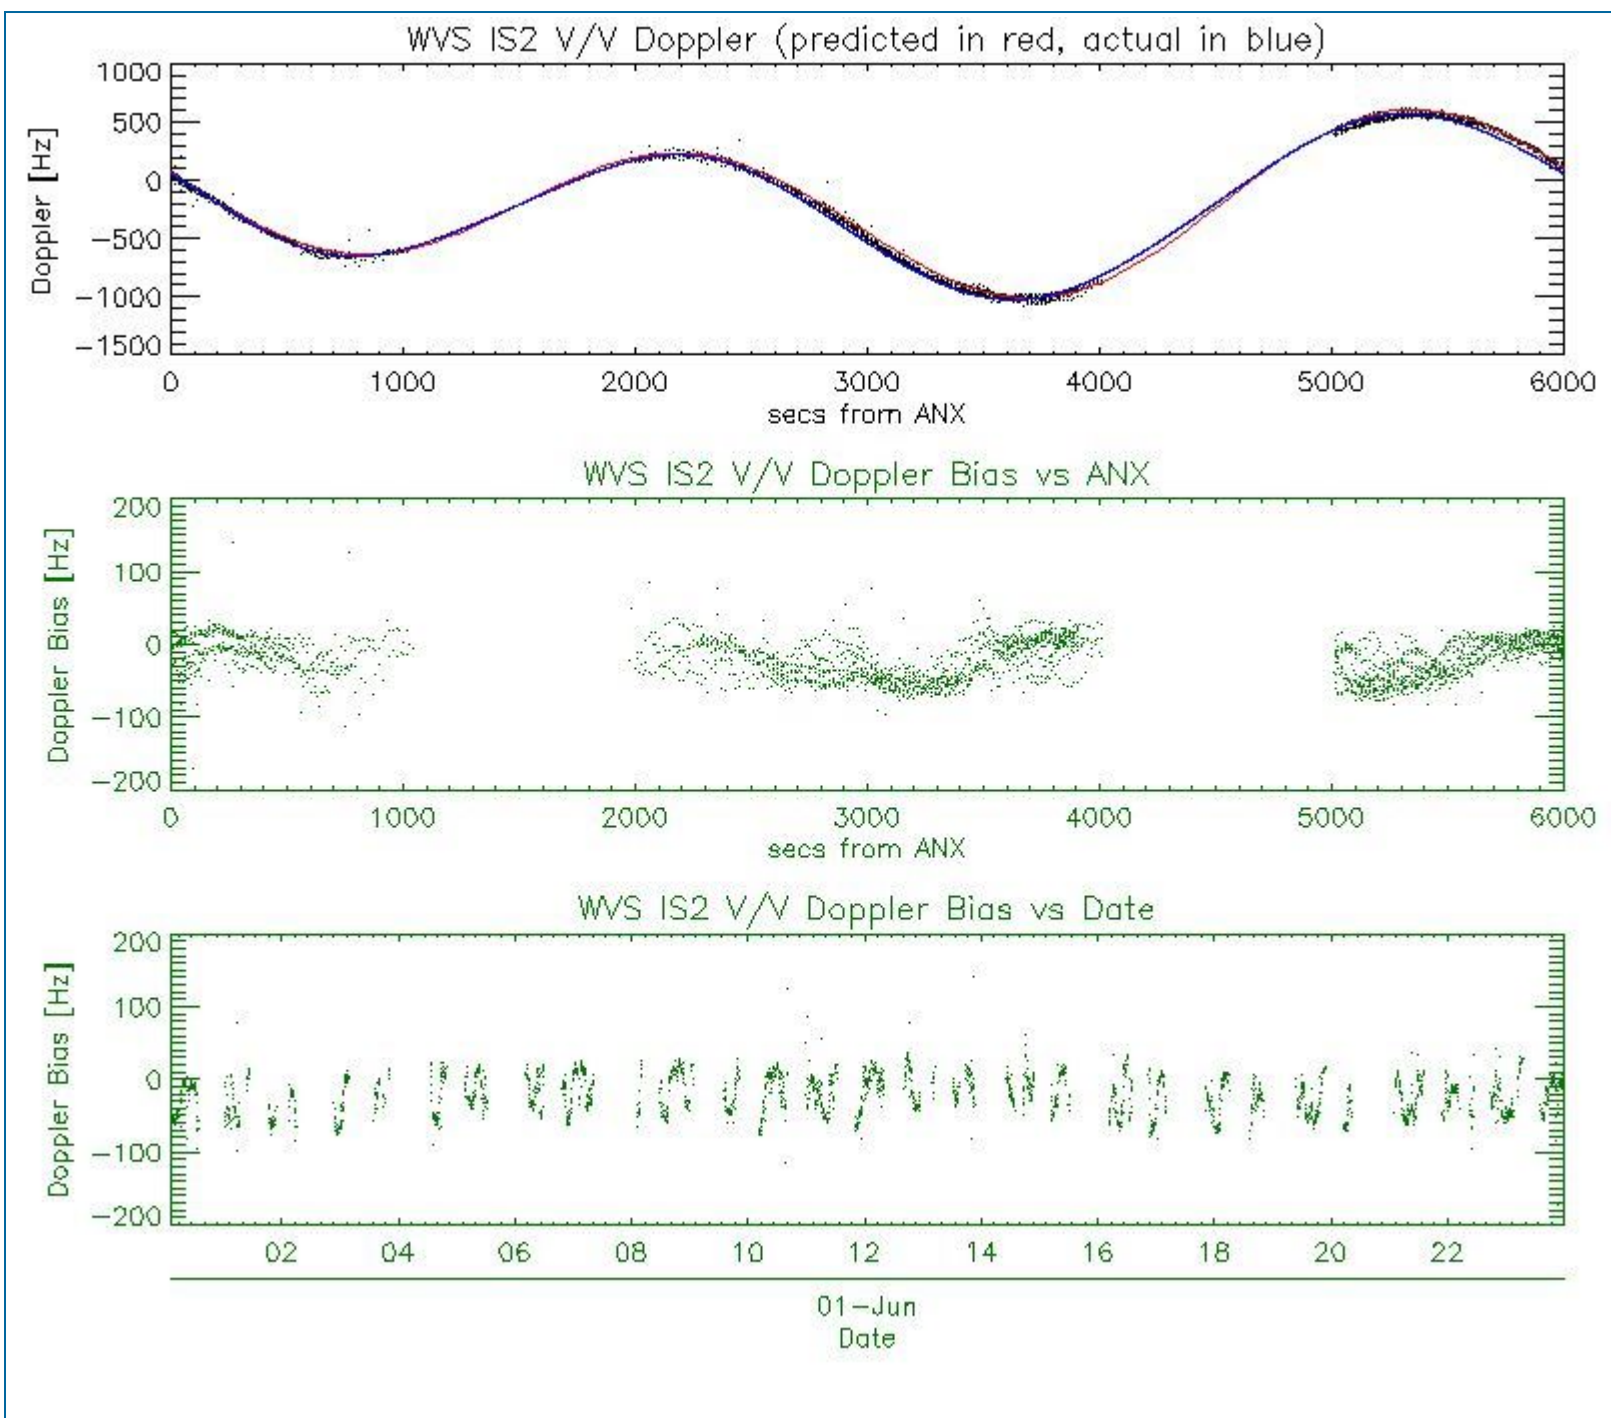 WVS IS2 V/V Doppler (predicted in red, actual in blue)
1000
500
0
−500
−1000
−1500
Doppler [Hz]
0 1000 2000 3000 4000 5000 6000
secs from ANX
WVS IS2 V/V Doppler Bias vs ANX
200
100
0
−100
−200
Doppler Bias [Hz]
0 1000 2000 3000 4000 5000 6000
secs from ANX
WVS IS2 V/V Doppler Bias vs Date
200
100
0
−100
−200
Doppler Bias [Hz]
02 04 06 08 10 12 14 16 18 20 22
01−Jun
Date